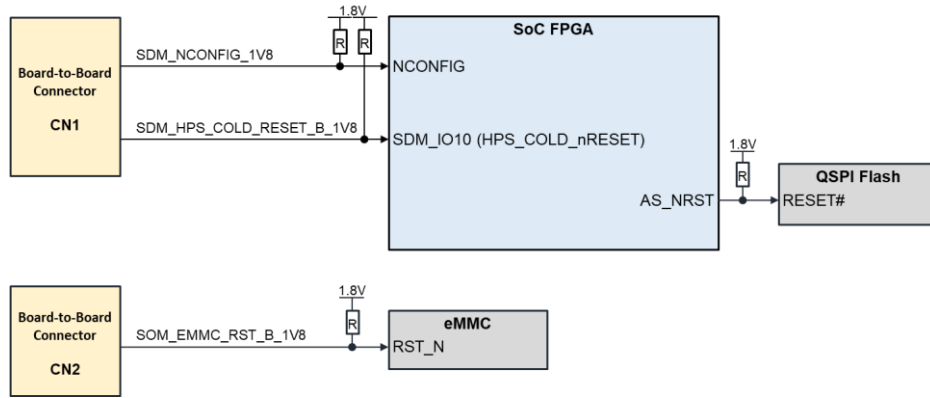 1.8V
R R
SoC FPGA
Board-to-Board
Connector
CN1
SDM_NCONFIG_1V8
NCONFIG
SDM_HPS_COLD_RESET_B_1V8
SDM_IO10 (HPS_COLD_nRESET)
1.8V
R
QSPI Flash
AS_NRST
RESET#
Board-to-Board
Connector
CN2
1.8V
R
eMMC
SOM_EMMC_RST_B_1V8
RST_N